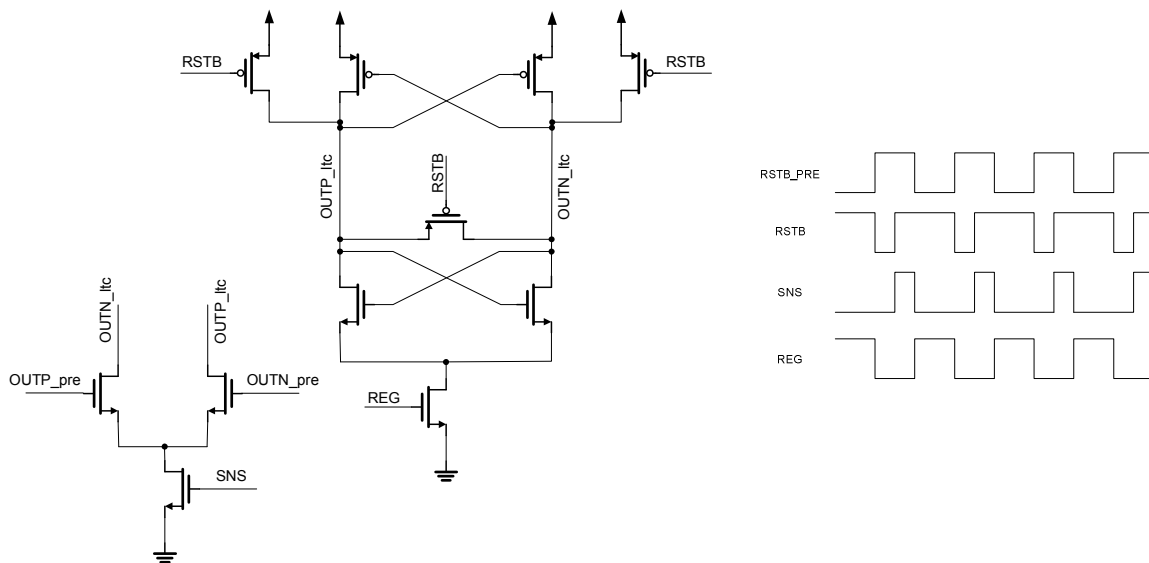 RSTB
RSTB
OUTP_ltc
RSTB
OUTN_ltc
OUTN_ltc
OUTP_ltc
OUTP_pre
OUTN_pre
REG
SNS
RSTB_PRE
RSTB
SNS
REG